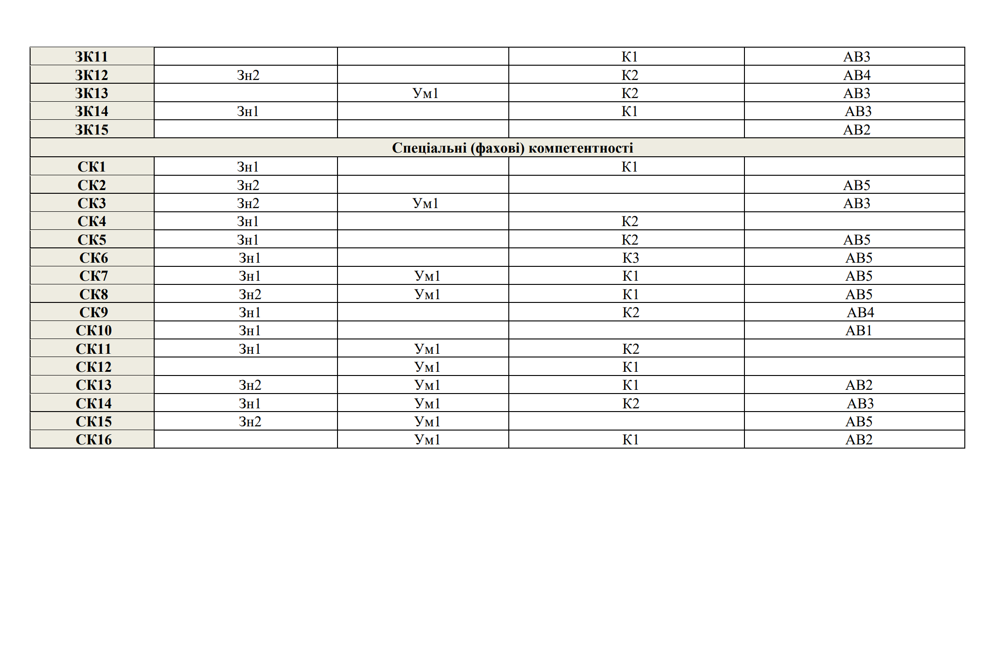 ЗК11 К1 АВ3
ЗК12 Зн2 К2 АВ4
ЗК13 Ум1 К2 АВ3
ЗК14 Зн1 К1 АВ3
ЗК15 АВ2
Спеціальні (фахові) компетентності
СК1 Зн1 К1
СК2 Зн2 АВ5
СК3 Зн2 Ум1 АВ3
СК4 Зн1 К2
СК5 Зн1 К2 АВ5
СК6 Зн1 К3 АВ5
СК7 Зн1 Ум1 К1 АВ5
СК8 Зн2 Ум1 К1 АВ5
СК9 Зн1 К2 АВ4
СК10 Зн1 АВ1
СК11 Зн1 Ум1 К2
СК12 Ум1 К1
СК13 Зн2 Ум1 К1 АВ2
СК14 Зн1 Ум1 К2 АВ3
СК15 Зн2 Ум1 АВ5
СК16 Ум1 К1 АВ2